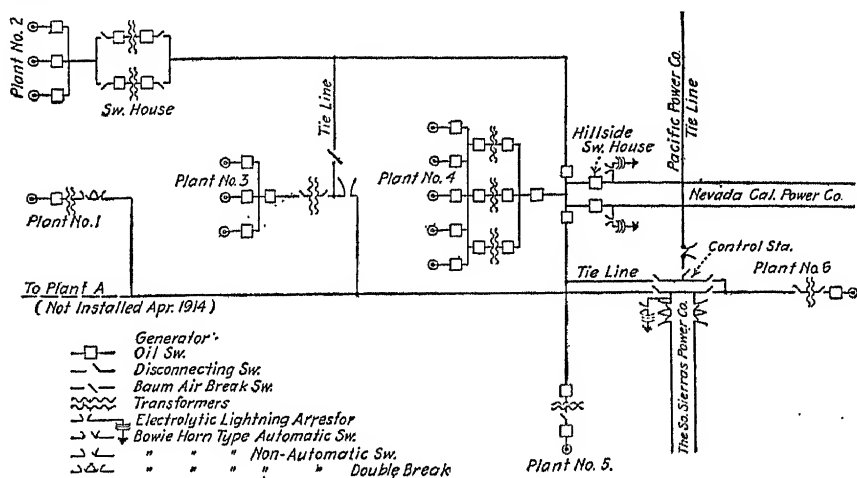 Plant No. 2
Sw. House
Tie Line
Plant No. 3
Plant No. 4
Hillside
Sw. House
Pacific Power Co.
Tie Line
Nevada Cal. Power Co.
Plant No. 1
Control Sta.
Tie Line
Plant No. 6
To Plant A
(Not Installed Apr. 1914)
The So. Sierras Power Co.
Generator
Oil Sw.
Disconnecting Sw.
Baum Air Break Sw.
Transformers
Electrolytic Lightning Arrestor
Bowie Horn Type Automatic Sw.
" " " Non-Automatic Sw.
" " " " " Double Break
Plant No. 5.